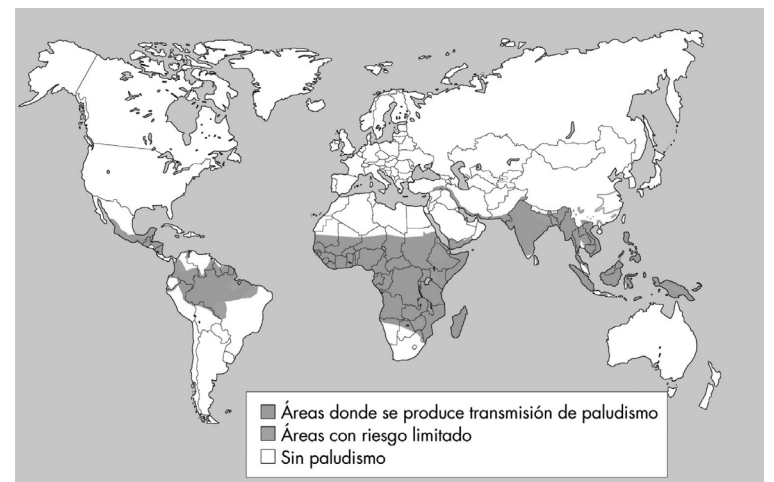 Áreas donde se produce transmisión de paludismo
Áreas con riesgo limitado
Sin paludismo